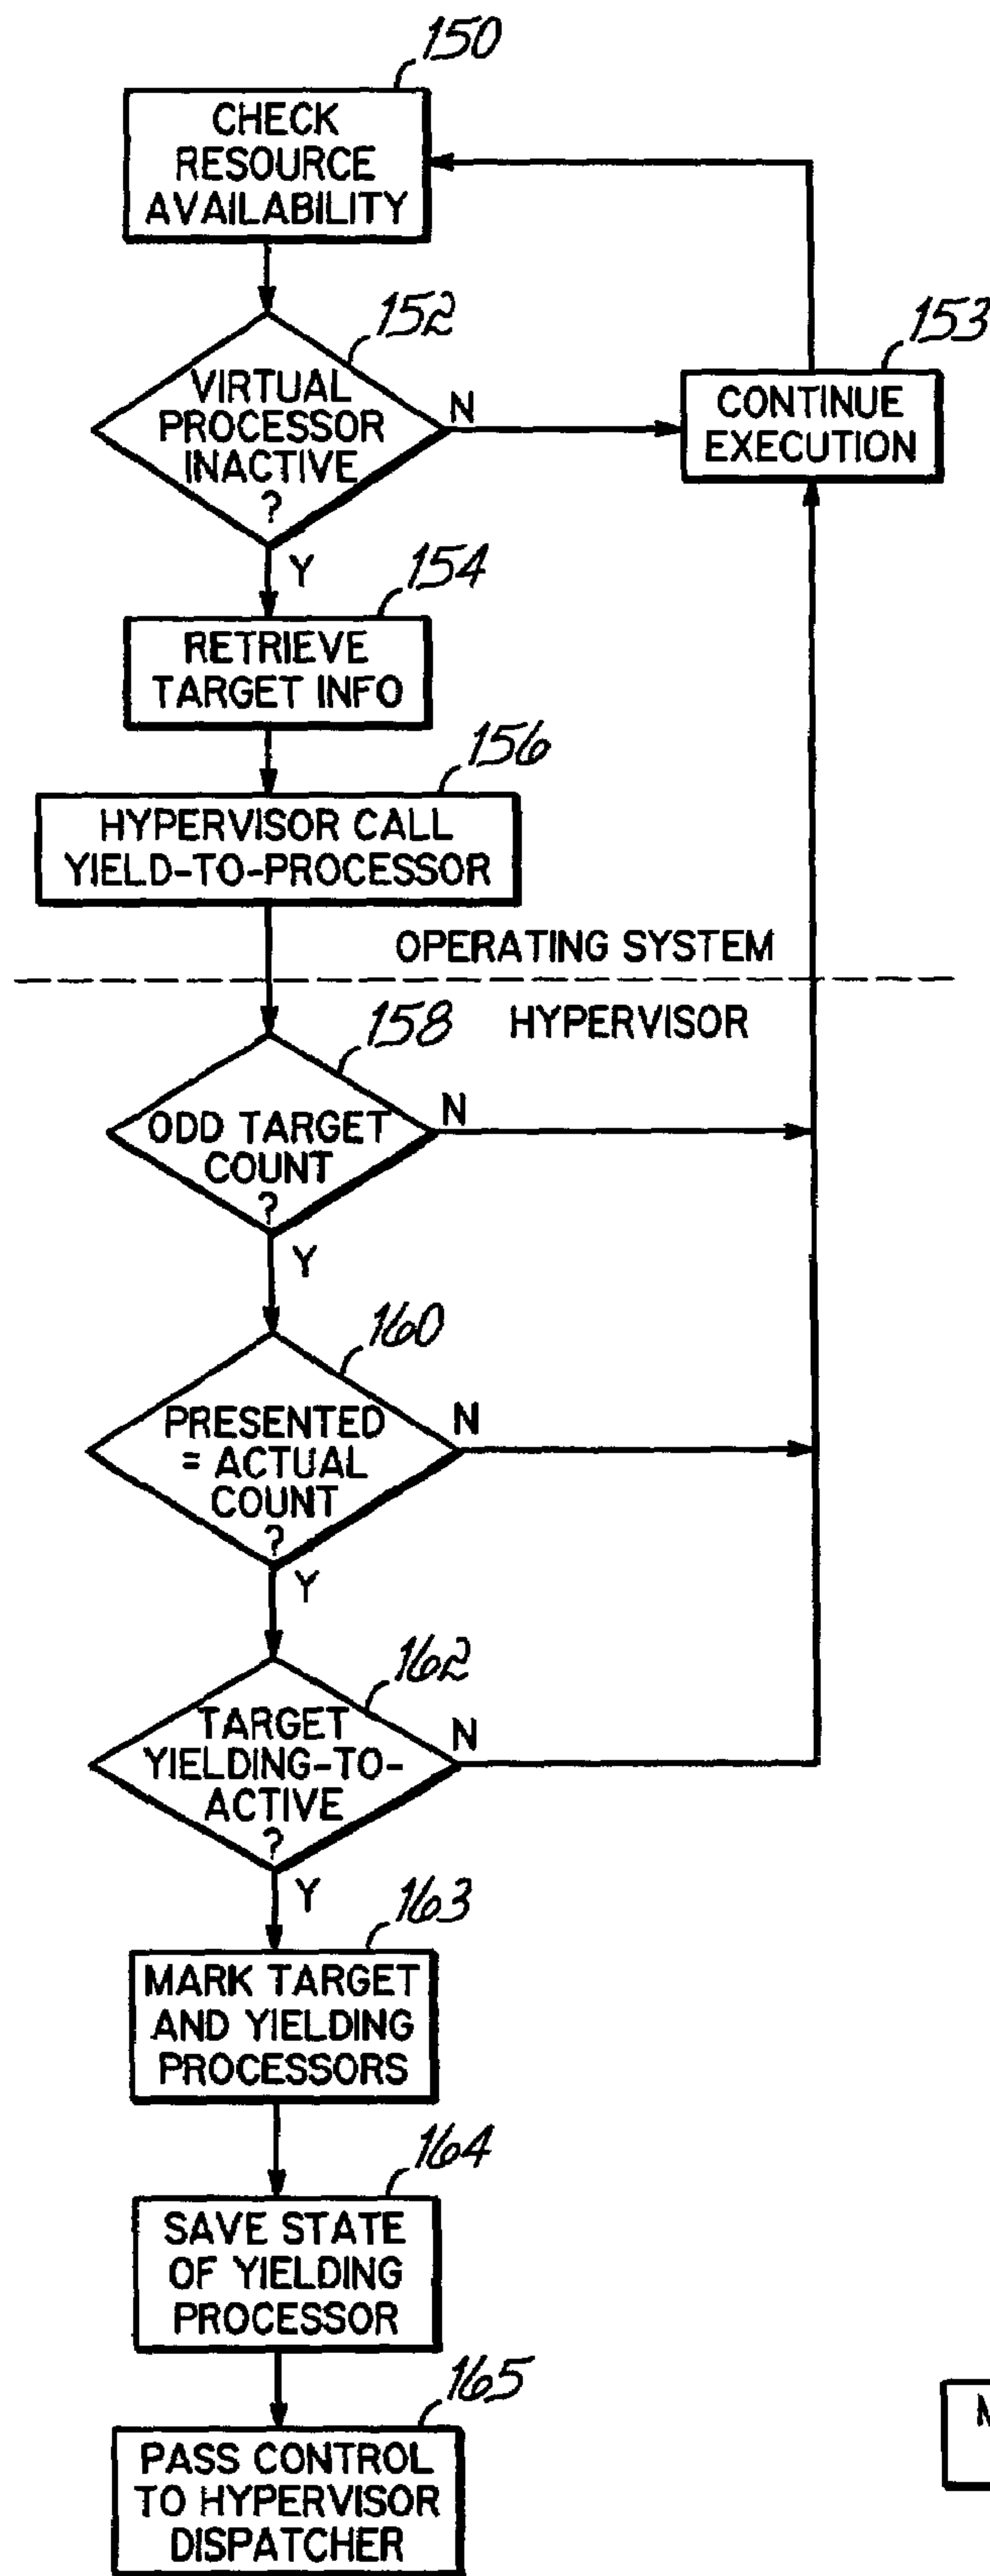 150
CHECK
RESOURCE
AVAILABILITY
152
VIRTUAL
PROCESSOR
INACTIVE
?
N
153
CONTINUE
EXECUTION
Y
154
RETRIEVE
TARGET INFO
156
HYPERVISOR CALL
YIELD-TO-PROCESSOR
OPERATING SYSTEM
HYPERVISOR
158
ODD TARGET
COUNT
?
N
Y
160
PRESENTED
= ACTUAL
COUNT
?
N
Y
162
TARGET
YIELDING-TO-
ACTIVE
?
N
Y
163
MARK TARGET
AND YIELDING
PROCESSORS
164
SAVE STATE
OF YIELDING
PROCESSOR
165
PASS CONTROL
TO HYPERVISOR
DISPATCHER